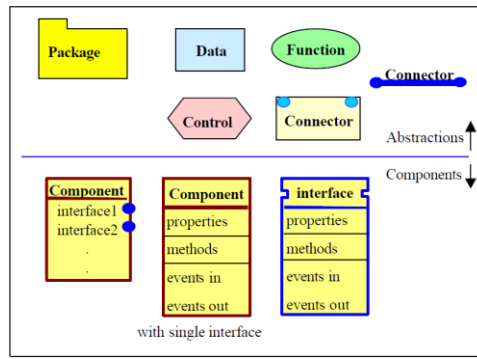 Package
Data
Function
Connector
Control
Connector
Abstractions
Components
Component
interface1
interface2
.
.
Component
properties
methods
events in
events out
with single interface
interface
properties
methods
events in
events out